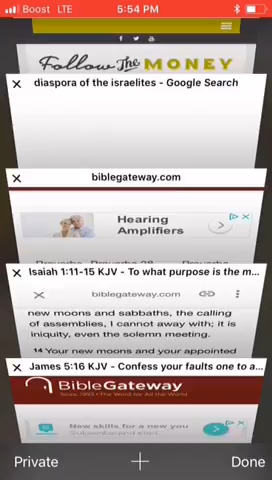 Boost LTE 5:54 PM
Follow The MONEY
diaspora of the israelites - Google Search
biblegateway.com
Hearing
Amplifiers
Isaiah 1:11-15 KJV - To what purpose is the m...
biblegateway.com
new moons and sabbaths, the calling
of assemblies, I cannot away with; it is
iniquity, even the solemn meeting.
14 Your new moons and your appointed
James 5:16 KJV - Confess your faults one to a...
BibleGateway
Since 1993 • The Word for All the World
New skills for a new you
Private
Done